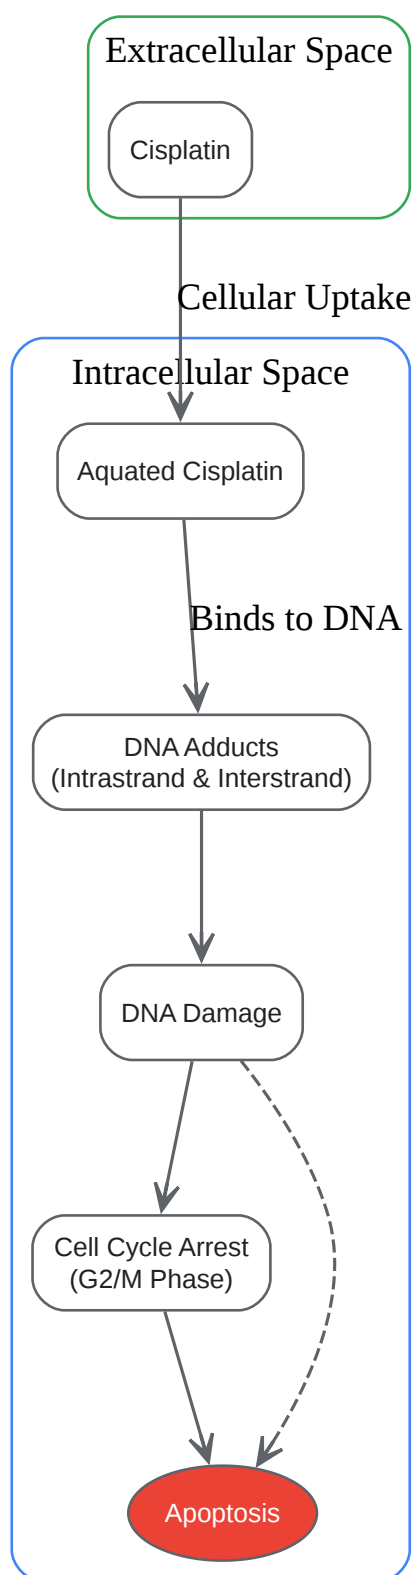 Extracellular Space
Cisplatin
Cellular Uptake
Intracellular Space
Aquated Cisplatin
Binds to DNA
DNA Adducts
(Intrastrand & Interstrand)
DNA Damage
Cell Cycle Arrest
(G2/M Phase)
Apoptosis